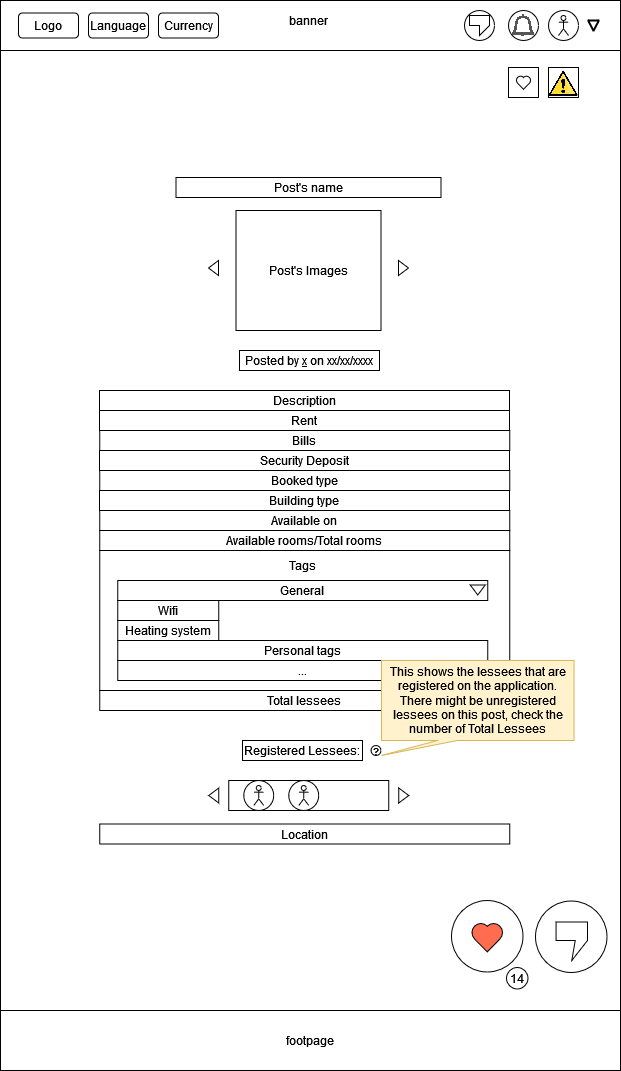 Logo
Language
Currency
banner
Post's name
Post's Images
Posted by x on xx/xx/xxxx
Description
Rent
Bills
Security Deposit
Booked type
Building type
Available on
Available rooms/Total rooms
Tags
General
Wifi
Heating system
Personal tags
...
Total lessees
This shows the lessees that are
registered on the application.
There might be unregistered
lessees on this post, check the
number of Total Lessees
Registered Lessees:
?
Location
14
footpage